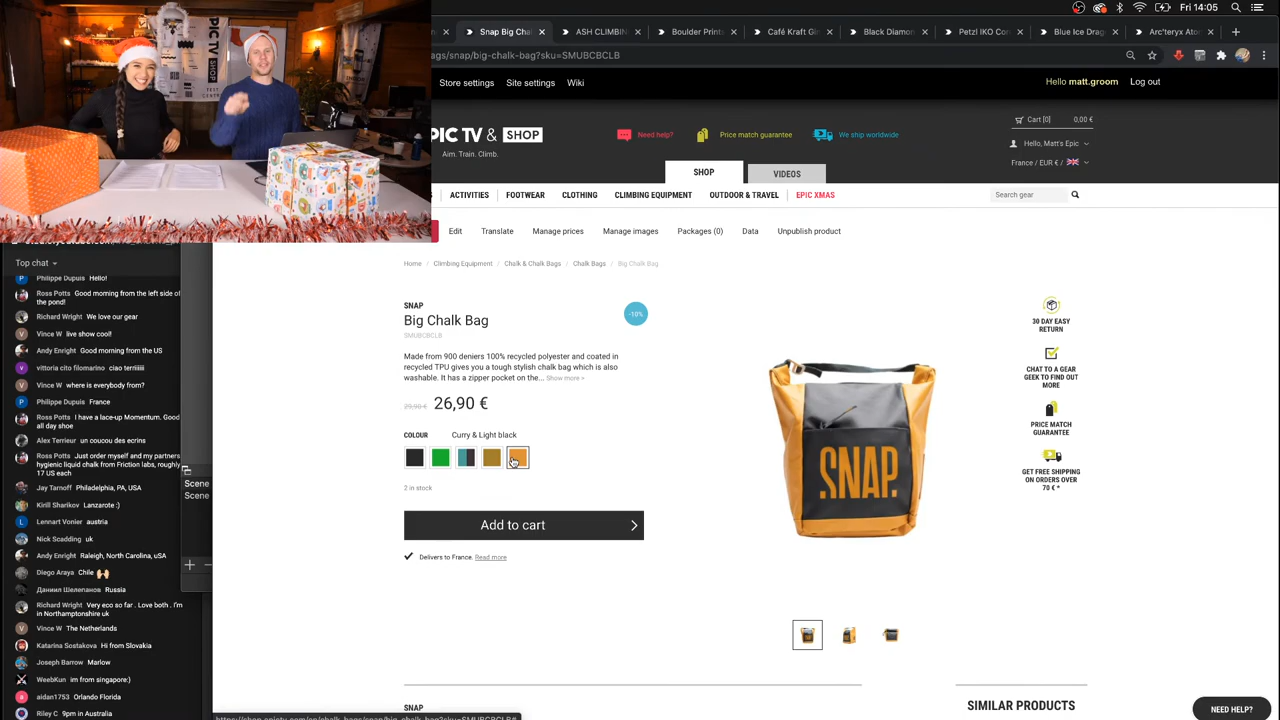 EPIC TV
SHOP
Snap Big Chalk-
ASH CLIMBIN
Boulder Prints
Café Kraft G
Black Diamon
Petzl IKO Co
Blue Ice Drag
Arc'teryx Aca
bags/snap/big-chalk-bag?sku=SMUBCBCLB
Store settings Site settings Wiki
Hello matt.groom Log out
PIC TV & SHOP
Aim. Train. Climb.
Need help?
Price match guarantee
We ship worldwide
Cart [0] 0,00 €
Hello, Matt's Epic
France / EUR € /
SHOP VIDEOS
ACTIVITIES FOOTWEAR CLOTHING CLIMBING EQUIPMENT OUTDOOR & TRAVEL EPIC XMAS
Search gear
Edit Translate Manage prices Manage images Packages (0) Data Unpublish product
Home / Climbing Equipment / Chalk & Chalk Bags / Chalk Bags / Big Chalk Bag
SNAP
Big Chalk Bag
SMUBCBCLB
-10%
Made from 900 deniers 100% recycled polyester and coated in
recycled TPU gives you a tough stylish chalk bag which is also
washable. It has a zipper pocket on the... Show more >
29,90 € 26,90 €
COLOUR Curry & Light black
2 in stock
Add to cart
Delivers to France. Read more
SNAP.
30 DAY EASY
RETURN
CHAT TO A GEAR
GEEK TO FIND OUT
MORE
PRICE MATCH
GUARANTEE
GET FREE SHIPPING
ON ORDERS OVER
70 € *
SNAP
SIMILAR PRODUCTS
NEED HELP?
Top chat
Philippe Dupuis Hello!
Ross Potts Good morning from the left side of
the pond!
Richard Wright We love our gear
Vince W live show cool!
Andy Enright Good morning from the US
vittoria cito filomarino ciao terriiiiii
Vince W where is everybody from?
Philippe Dupuis France
Ross Potts I have a lace-up Momentum. Good
all day shoe
Alex Terrieur un coucou des ecrins
Ross Potts Just order myself and my partners
hygienic liquid chalk from Friction labs, roughly
17 US each
Jay Tarnoff Philadelphia, PA, USA
Kirill Sharikov Lanzarote :)
Lennart Vonier austria
Nick Scadding uk
Andy Enright Raleigh, North Carolina, uSA
Diego Araya Chile
Даниил Шелепанов Russia
Richard Wright Very eco so far . Love both . I'm
in Northamptonshire uk
Vince W The Netherlands
Katarina Sostakova Hi from Slovakia
Joseph Barrow Marlow
WeebKun im from singapore:)
aidan1753 Orlando Florida
Riley C 9pm in Australia
Scene
Scene